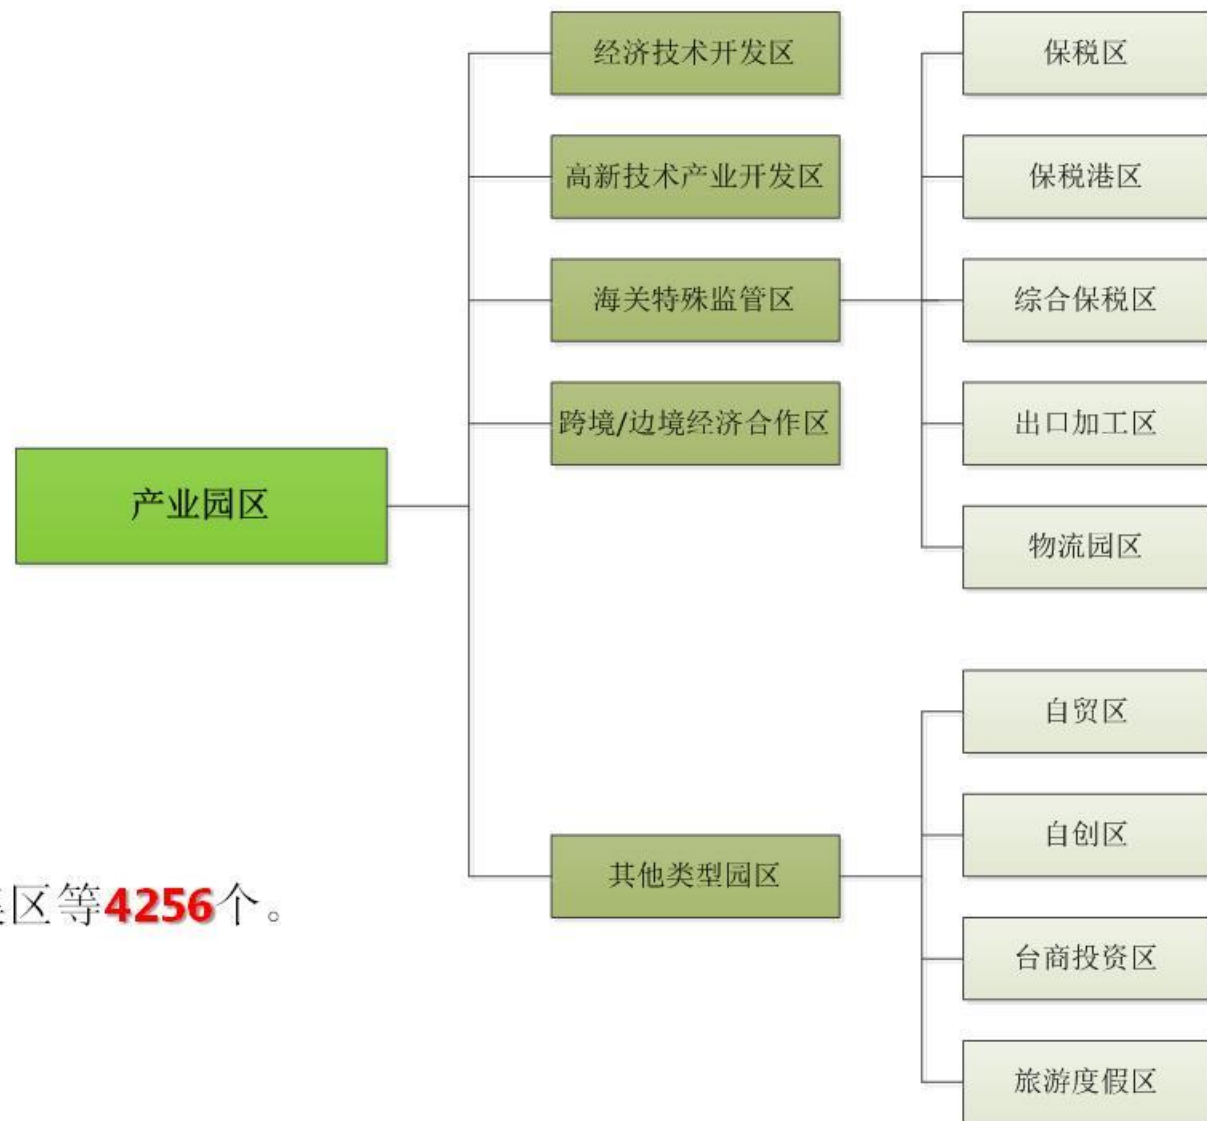 产业园区
经济技术开发区
高新技术产业开发区
海关特殊监管区
跨境/边境经济合作区
其他类型园区
保税区
保税港区
综合保税区
出口加工区
物流园区
自贸区
自创区
台商投资区
旅游度假区
区等4256个。